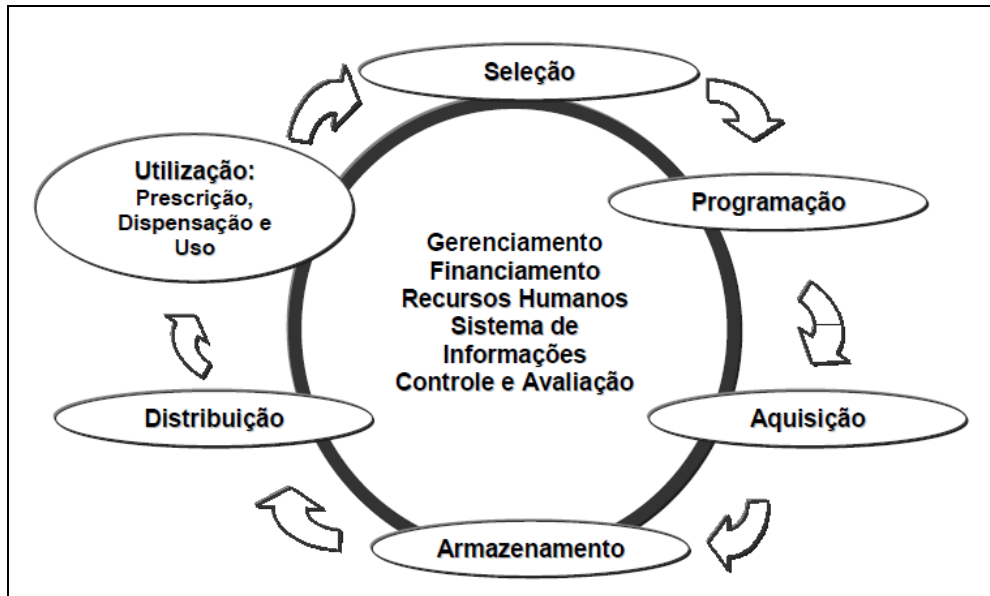 Seleção
Programação
Aquisição
Armazenamento
Distribuição
Utilização:
Prescrição,
Dispensação e
Uso
Gerenciamento
Financiamento
Recursos Humanos
Sistema de
Informações
Controle e Avaliação